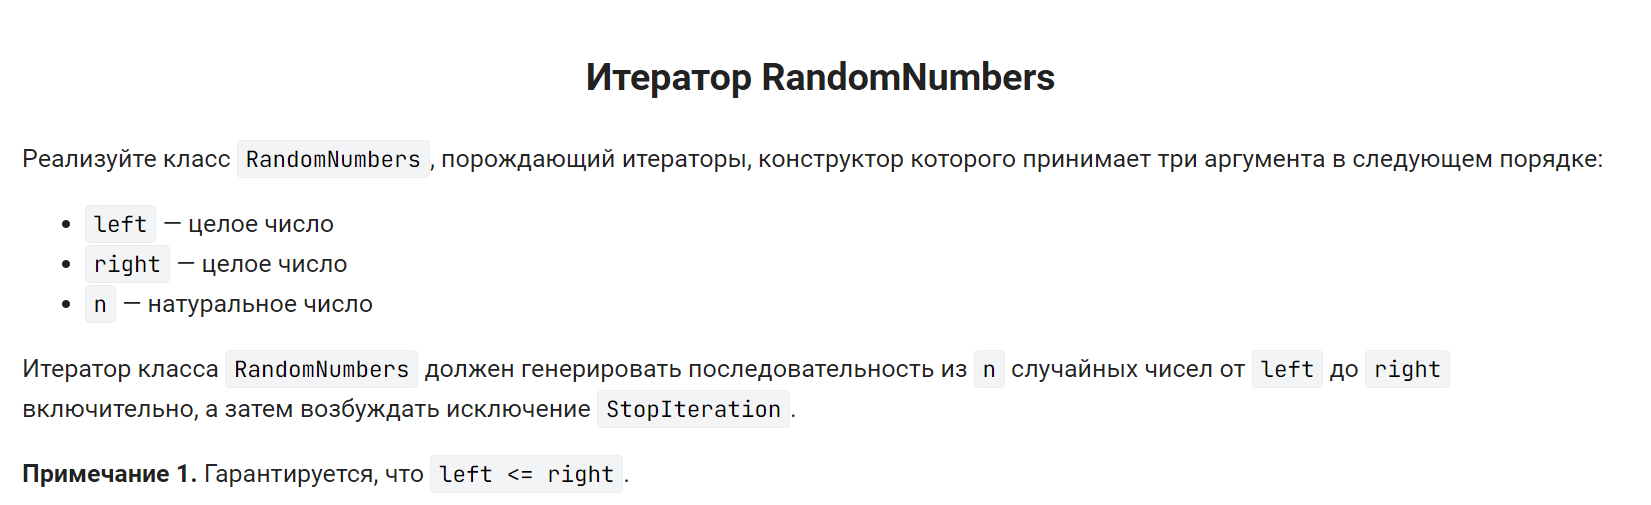 Итератор RandomNumbers
Реализуйте класс RandomNumbers, порождающий итераторы, конструктор которого принимает три аргумента в следующем порядке:
• left — целое число
• right — целое число
• n — натуральное число
Итератор класса RandomNumbers должен генерировать последовательность из n случайных чисел от left до right
включительно, а затем возбуждать исключение StopIteration.
Примечание 1. Гарантируется, что left <= right.